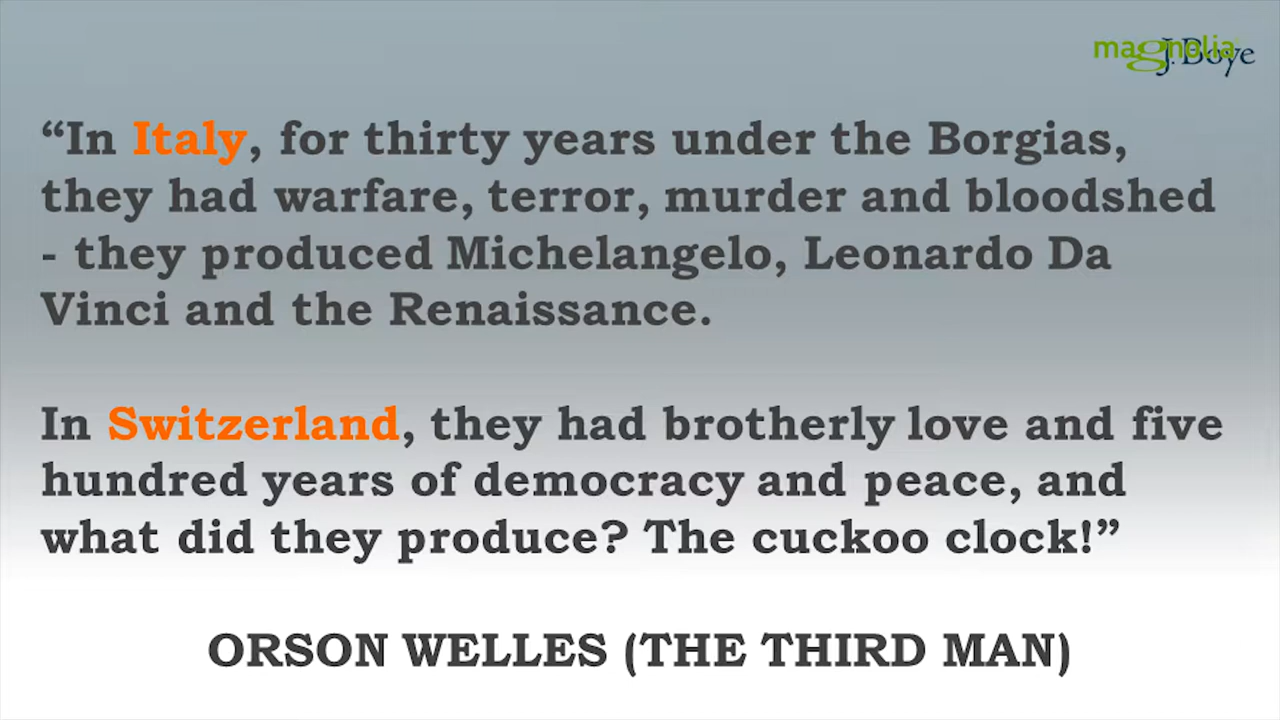 magnolia
J. Boye
“In Italy, for thirty years under the Borgias,
they had warfare, terror, murder and bloodshed
- they produced Michelangelo, Leonardo Da
Vinci and the Renaissance.
In Switzerland, they had brotherly love and five
hundred years of democracy and peace, and
what did they produce? The cuckoo clock!”
ORSON WELLES (THE THIRD MAN)